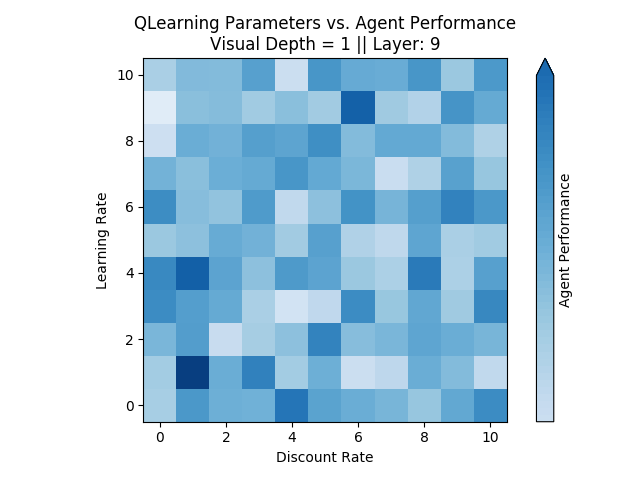 QLearning Parameters vs. Agent Performance
Visual Depth = 1 || Layer: 9
10
8
6
4
2
0
Learning Rate
0 2 4 6 8 10
Discount Rate
Agent Performance